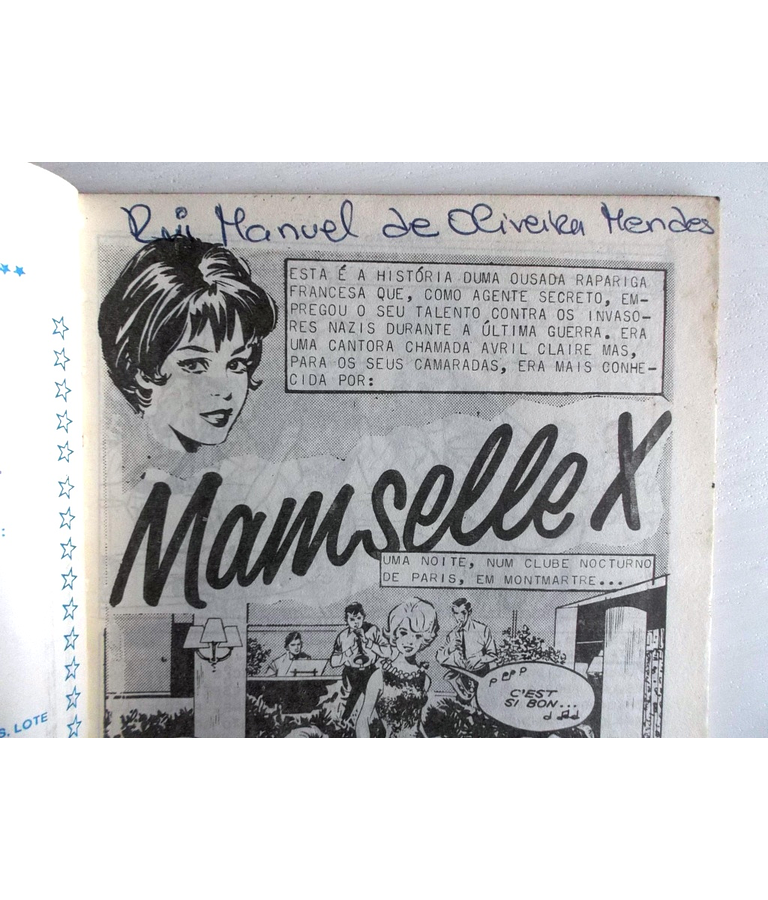 Rui Manuel de Oliveira Mendes
ESTA É A HISTÓRIA DUMA OUSADA RAPARIGA
FRANCESA QUE, COMO AGENTE SECRETO, EM-
PREGOU O SEU TALENTO CONTRA OS INVASO-
RES NAZIS DURANTE A ÚLTIMA GUERRA. ERA
UMA CANTORA CHAMADA AVRIL CLAIRE MAS,
PARA OS SEUS CAMARADAS, ERA MAIS CONHE-
CIDA POR:
Mamselle X
UMA NOITE, NUM CLUBE NOCTURNO
DE PARIS, EM MONTMARTRE...
C'EST
SI BON...
S, LOTE